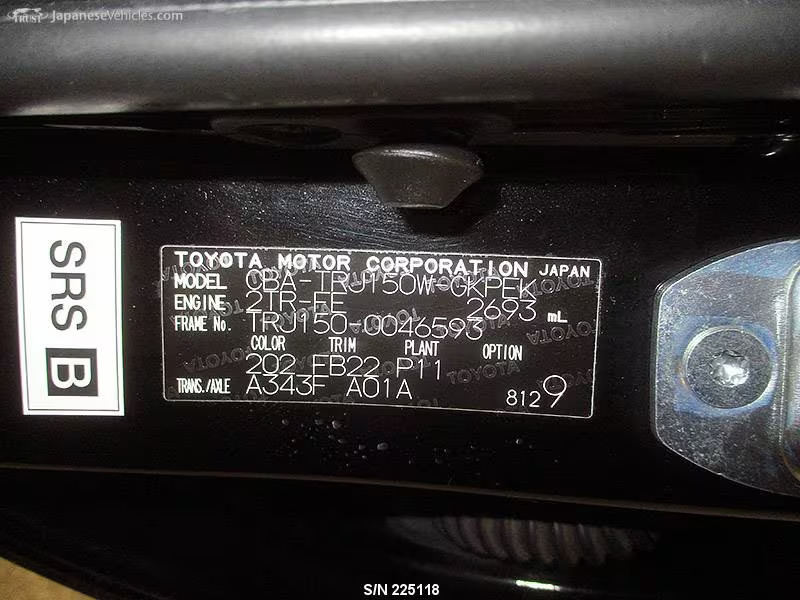 TRUST JapaneseVehicles.com
SRS B
TOYOTA MOTOR CORPORATION JAPAN
MODEL CBA-TRJ150W-GKPEK
ENGINE 2TR-FE 2693 mL
FRAME No. TRJ150-0046593
COLOR TRIM PLANT OPTION
202 FB22 P11
TRANS./AXLE A343F A01A
8129
S/N 225118